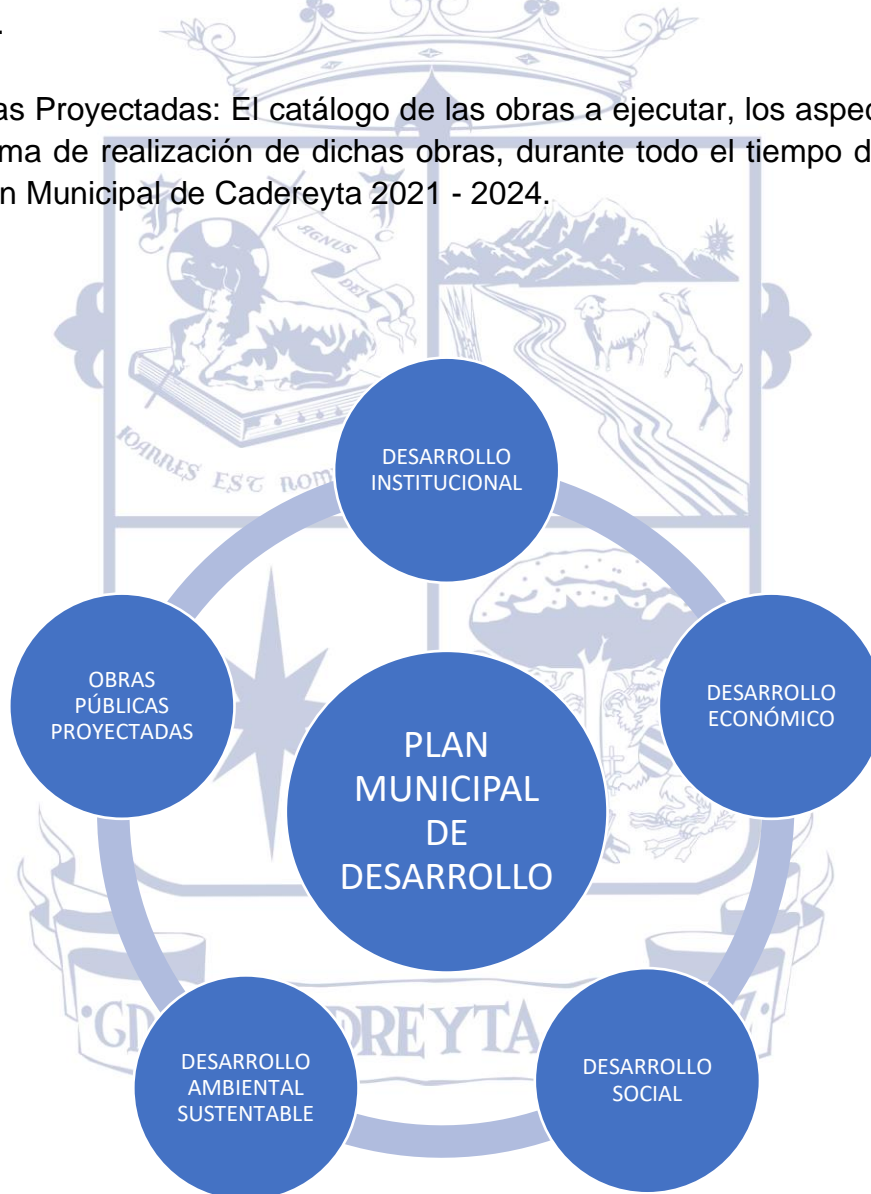 .
as Proyectadas: El catálogo de las obras a ejecutar, los aspec
ma de realización de dichas obras, durante todo el tiempo d
n Municipal de Cadereyta 2021 - 2024.
AGNUS
DEI
IOANNES EST NOM
DESARROLLO
INSTITUCIONAL
OBRAS
PÚBLICAS
PROYECTADAS
DESARROLLO
ECONÓMICO
PLAN
MUNICIPAL
DE
DESARROLLO
DREYTA
DESARROLLO
AMBIENTAL
SUSTENTABLE
DESARROLLO
SOCIAL